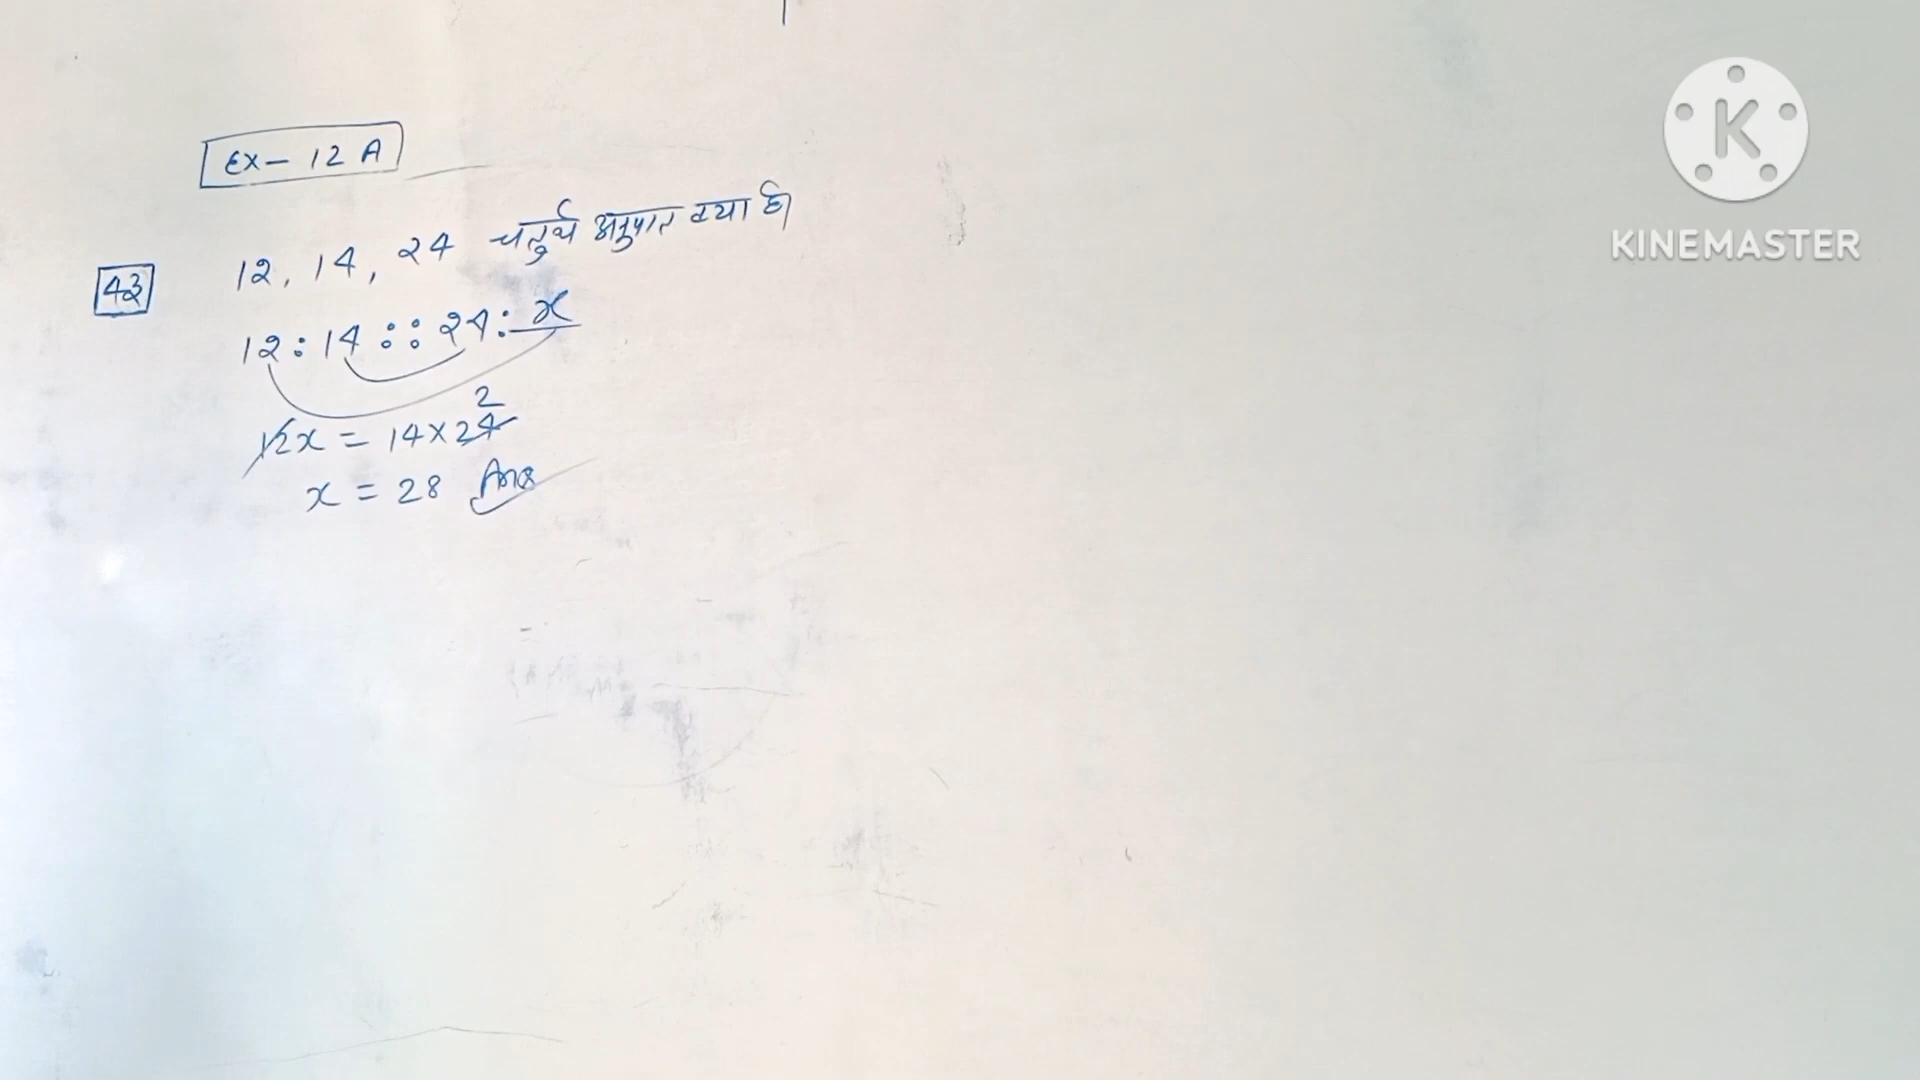 Ex - 12 A
43 12, 14, 24 चतुर्थ अनुपात क्या है।
12 : 14 :: 24 : x
12x = 14 × 24 2
x = 28 Ans
K
KINEMASTER